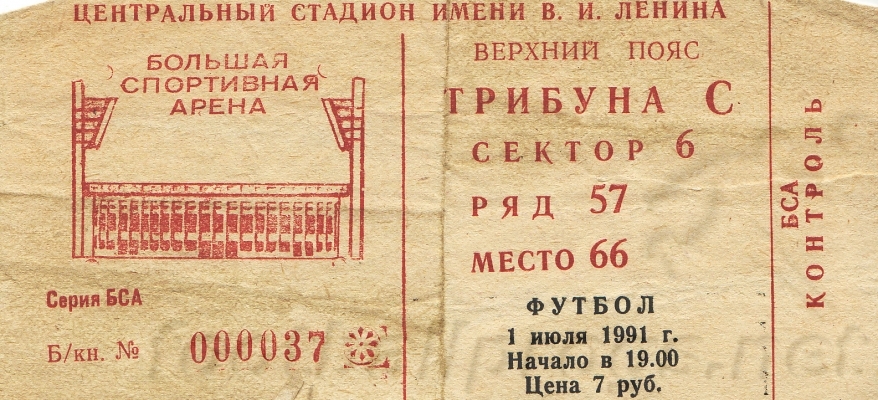 ЦЕНТРАЛЬНЫЙ СТАДИОН ИМЕНИ В. И. ЛЕНИНА
БОЛЬШАЯ
СПОРТИВНАЯ
АРЕНА
Серия БСА
Б/кн. № 000037
ВЕРХНИЙ ПОЯС
ТРИБУНА С
СЕКТОР 6
РЯД 57
МЕСТО 66
ФУТБОЛ
1 июля 1991 г.
Начало в 19.00
Цена 7 руб.
БСА
КОНТРОЛЬ